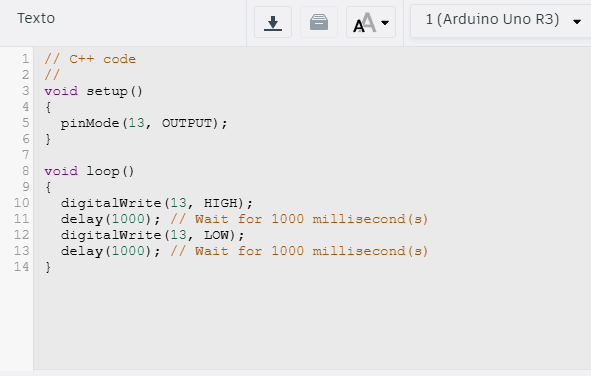 Texto
1 (Arduino Uno R3)
1 // C++ code
2 //
3 void setup()
4 {
5   pinMode(13, OUTPUT);
6 }
7
8 void loop()
9 {
10   digitalWrite(13, HIGH);
11   delay(1000); // Wait for 1000 millisecond(s)
12   digitalWrite(13, LOW);
13   delay(1000); // Wait for 1000 millisecond(s)
14 }